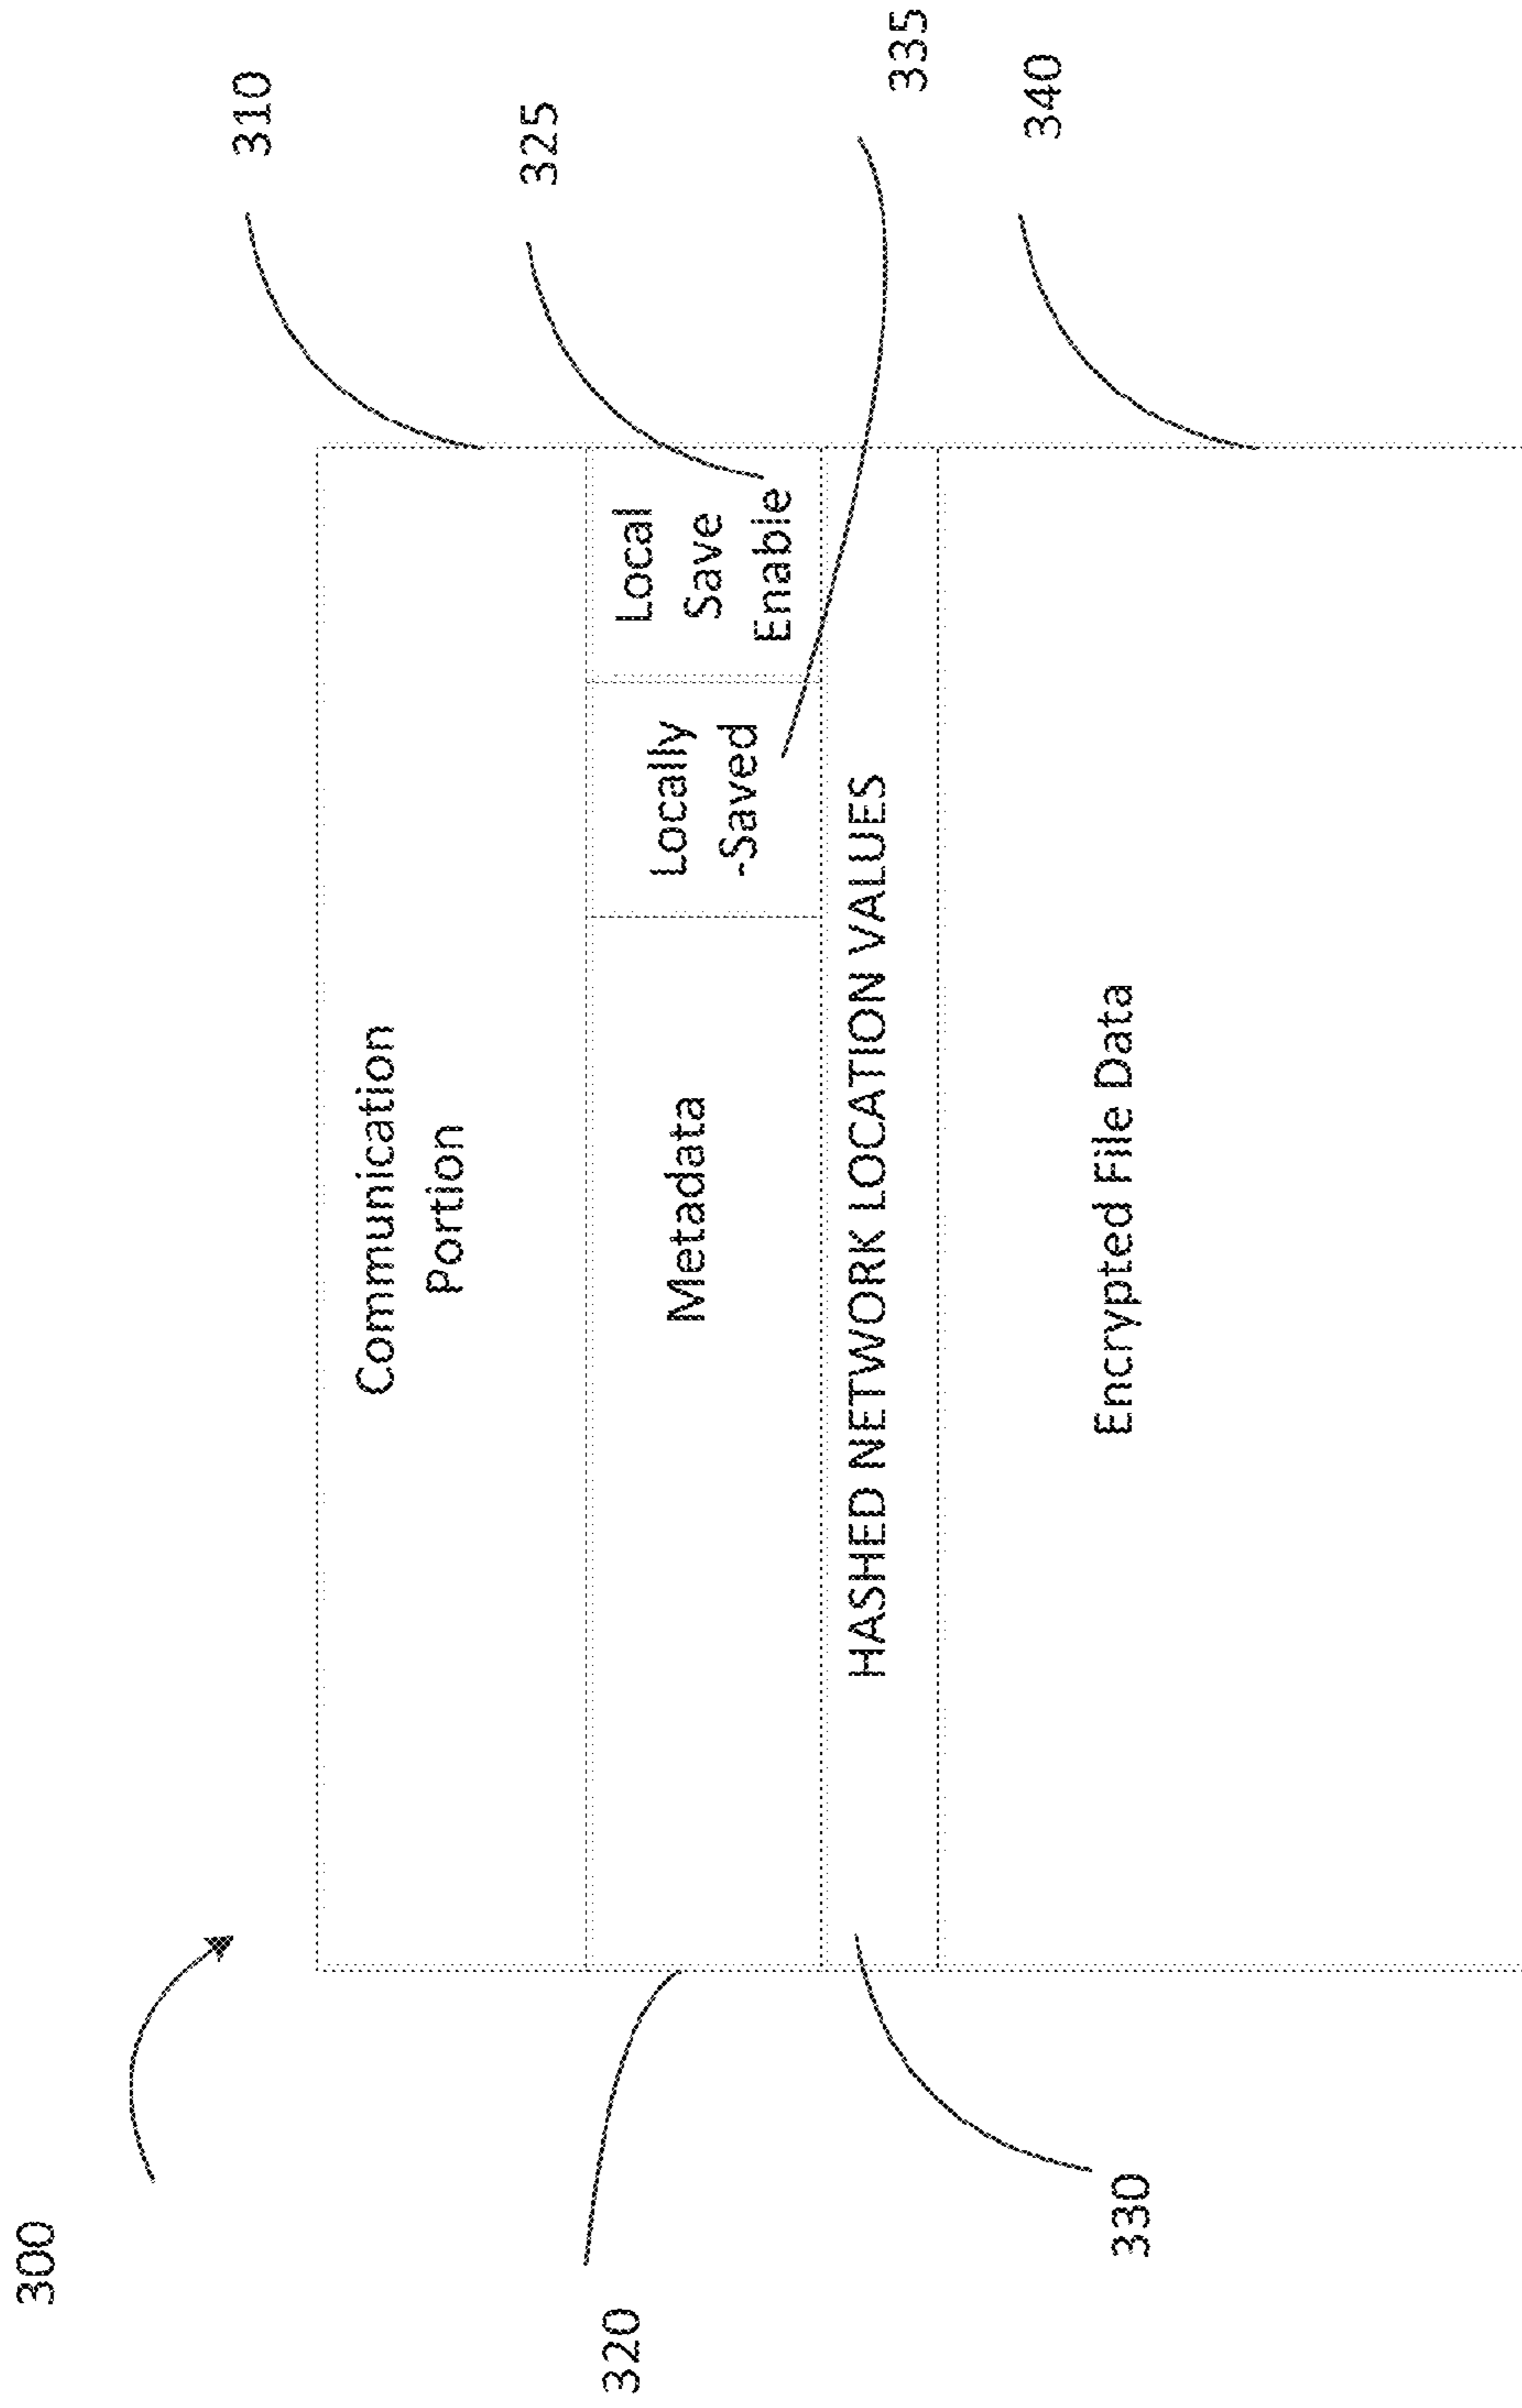 300
310
Communication
Portion
325
320
Metadata
Locally
-Saved
Local
Save
Enable
HASHED NETWORK LOCATION VALUES
335
340
Encrypted File Data
330